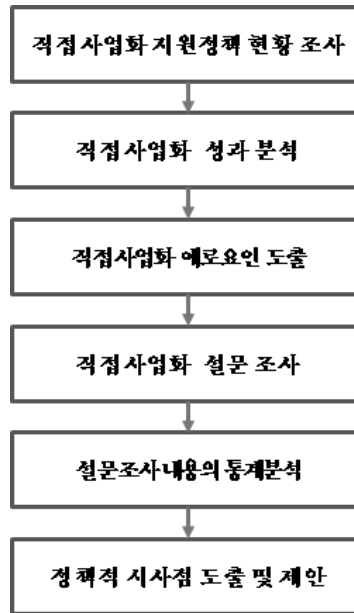 직접사업화 지원정책 현황 조사
직접사업화 성과 분석
직접사업화 애로요인 도출
직접사업화 설문 조사
설문조사 내용의 통계분석
정책적 시사점 도출 및 제안